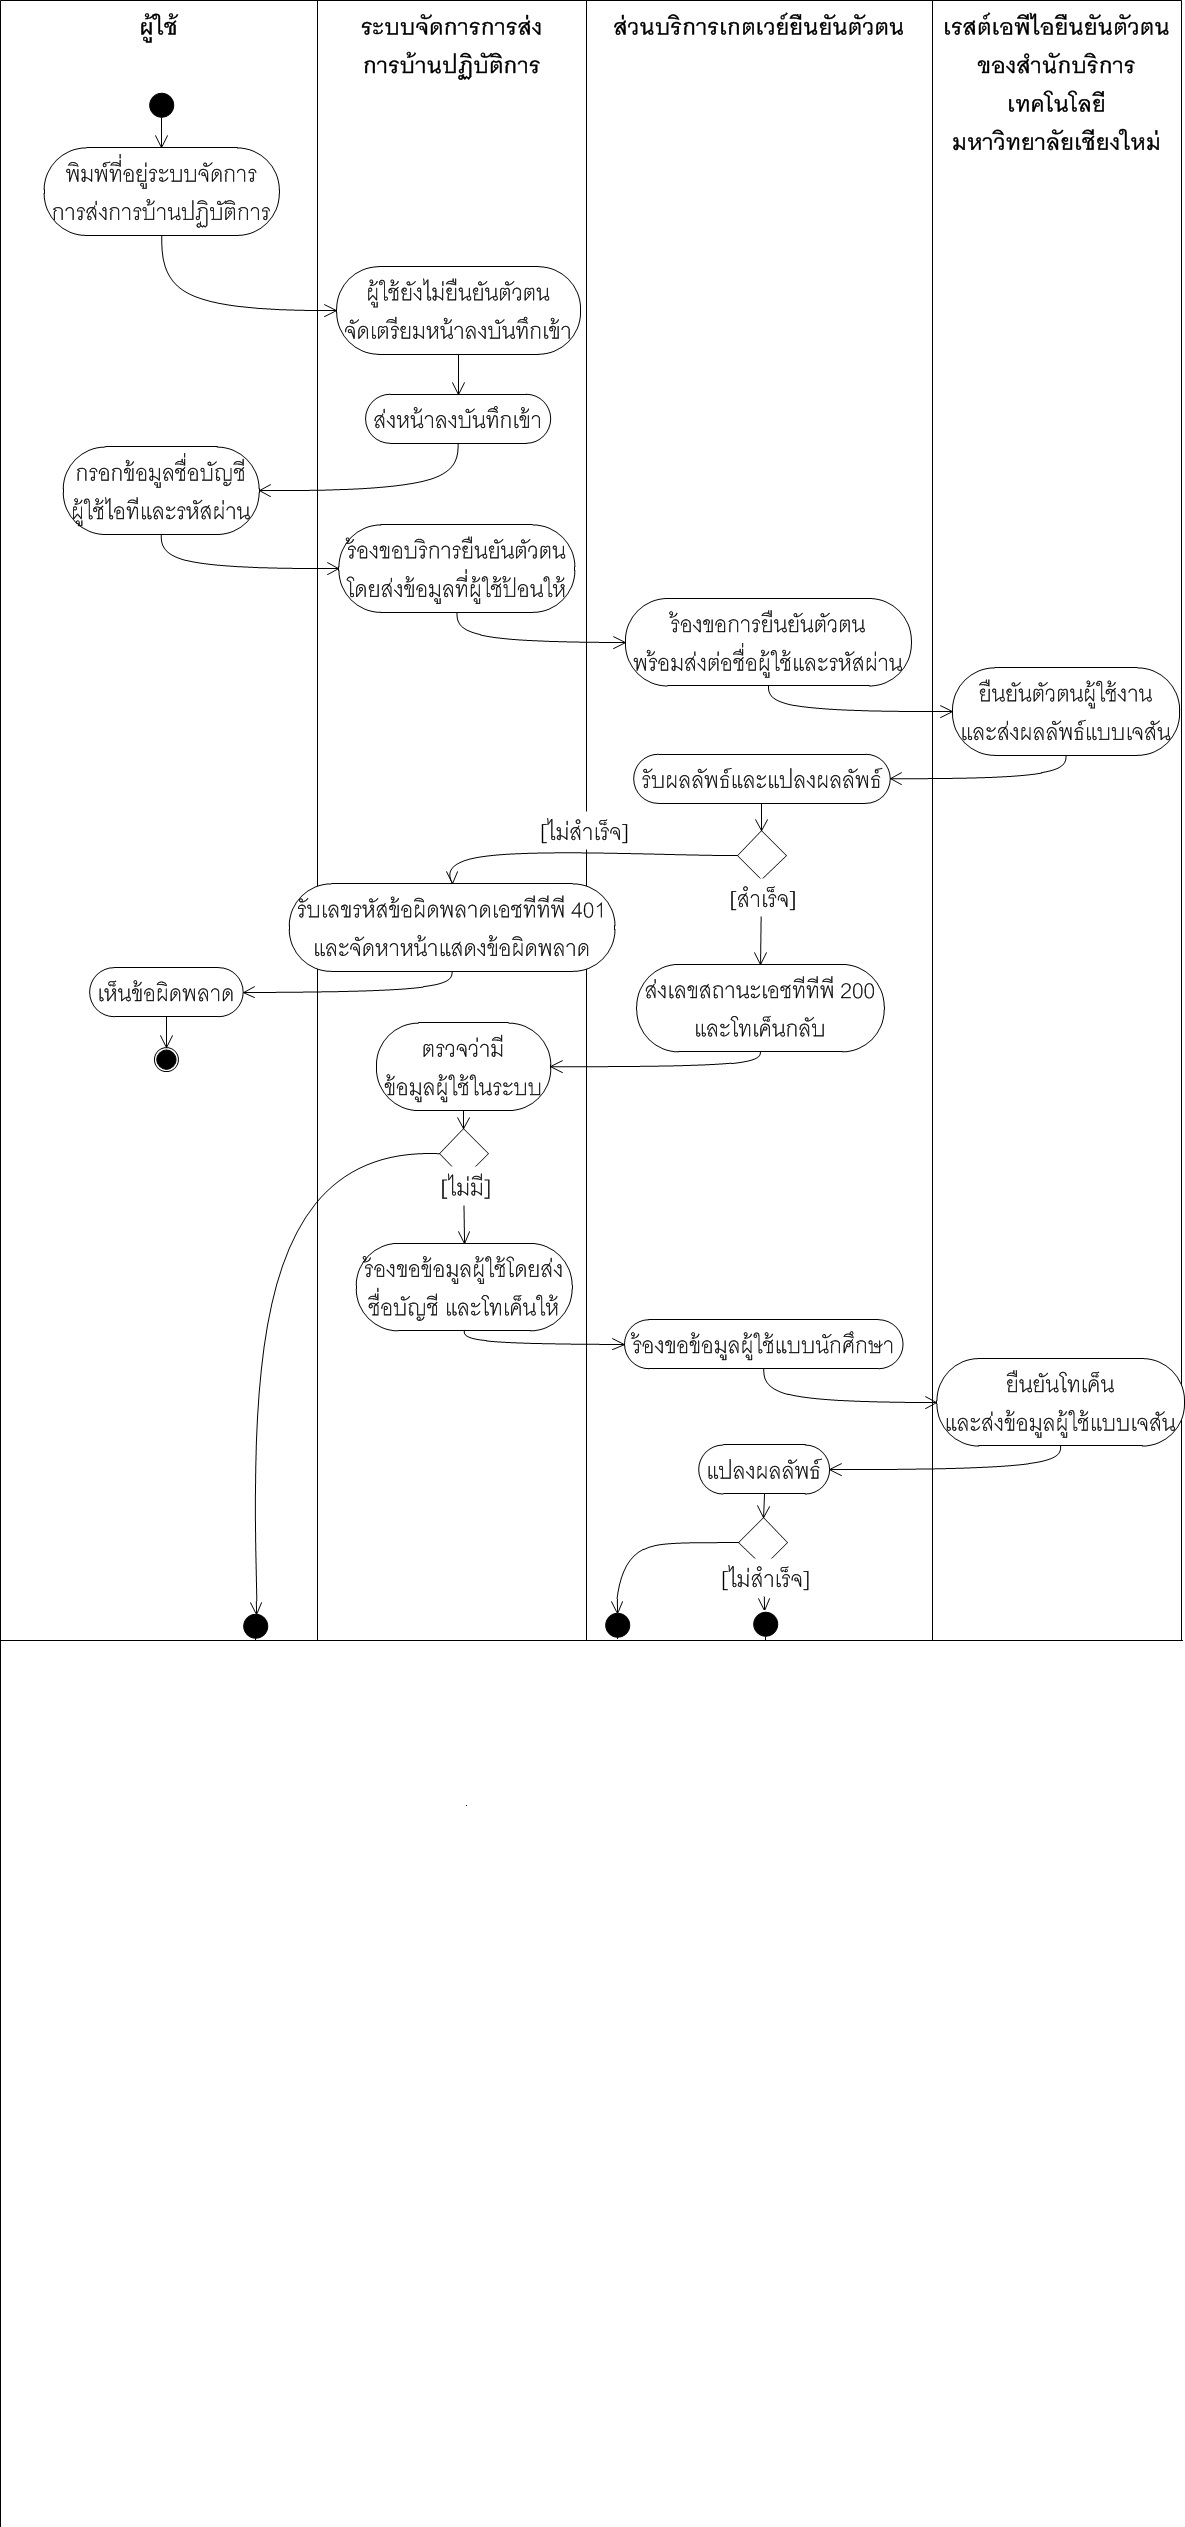 ผู้ใช้
ระบบจัดการการส่ง
การบ้านปฏิบัติการ
ส่วนบริการเกตเวย์ยืนยันตัวตน
เรสต์เอพีไอยืนยันตัวตน
ของสำนักบริการ
เทคโนโลยี
มหาวิทยาลัยเชียงใหม่
พิมพ์ที่อยู่ระบบจัดการ
การส่งการบ้านปฏิบัติการ
ผู้ใช้ยังไม่ยืนยันตัวตน
จัดเตรียมหน้าลงบันทึกเข้า
ส่งหน้าลงบันทึกเข้า
กรอกข้อมูลชื่อบัญชี
ผู้ใช้ไอทีและรหัสผ่าน
ร้องขอบริการยืนยันตัวตน
โดยส่งข้อมูลที่ผู้ใช้ป้อนให้
ร้องขอการยืนยันตัวตน
พร้อมส่งต่อชื่อผู้ใช้และรหัสผ่าน
ยืนยันตัวตนผู้ใช้งาน
และส่งผลลัพธ์แบบเจสัน
รับผลลัพธ์และแปลงผลลัพธ์
[ไม่สำเร็จ]
[สำเร็จ]
รับเลขรหัสข้อผิดพลาดเอชทีทีพี 401
และจัดหาหน้าแสดงข้อผิดพลาด
เห็นข้อผิดพลาด
ส่งเลขสถานะเอชทีทีพี 200
และโทเค็นกลับ
ตรวจว่ามี
ข้อมูลผู้ใช้ในระบบ
[ไม่มี]
ร้องขอข้อมูลผู้ใช้โดยส่ง
ชื่อบัญชี และโทเค็นให้
ร้องขอข้อมูลผู้ใช้แบบนักศึกษา
ยืนยันโทเค็น
และส่งข้อมูลผู้ใช้แบบเจสัน
แปลงผลลัพธ์
[ไม่สำเร็จ]